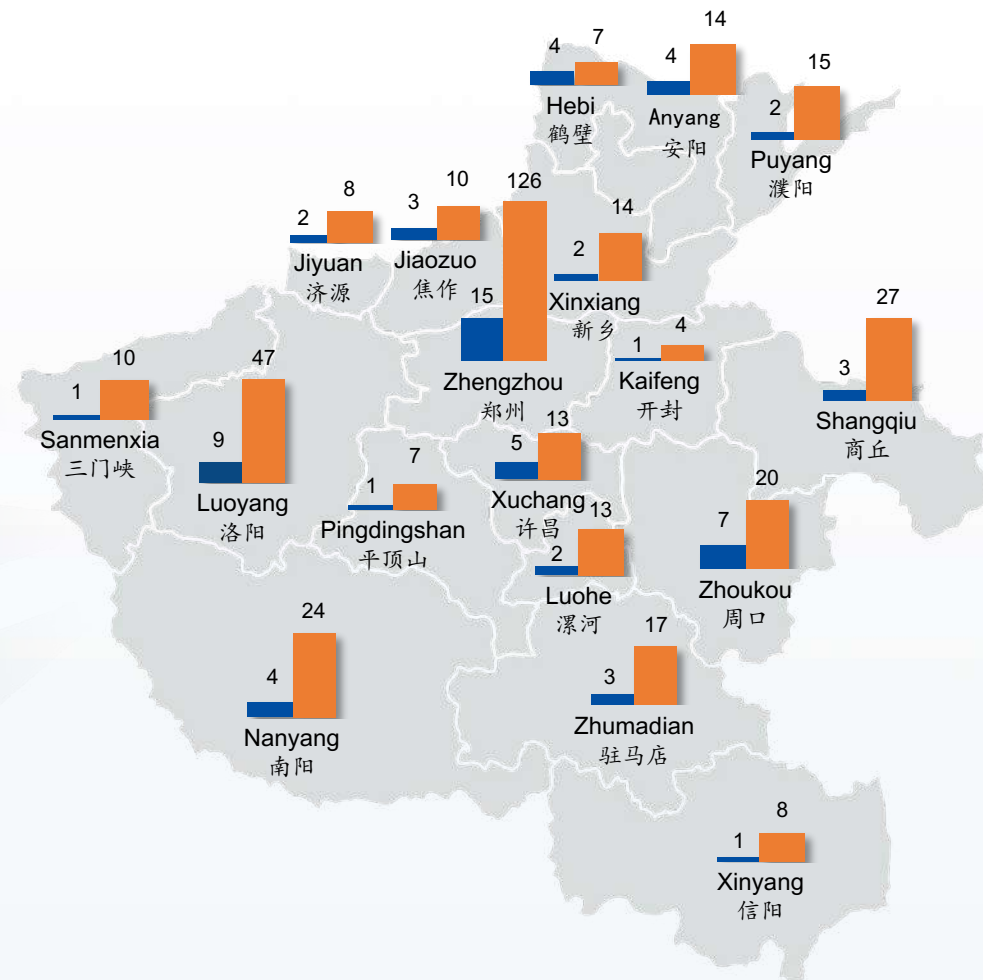 4 7
Hebi
鹤壁
4 14
Anyang
安阳
2 15
Puyang
濮阳
2 8
Jiyuan
济源
3 10
Jiaozuo
焦作
15 126
Zhengzhou
郑州
2 14
Xinxiang
新乡
1 4
Kaifeng
开封
3 27
Shangqiu
商丘
1 10
Sanmenxia
三门峡
9 47
Luoyang
洛阳
1 7
Pingdingshan
平顶山
5 13
Xuchang
许昌
2 13
Luohe
漯河
7 20
Zhoukou
周口
4 24
Nanyang
南阳
3 17
Zhumadian
驻马店
1 8
Xinyang
信阳